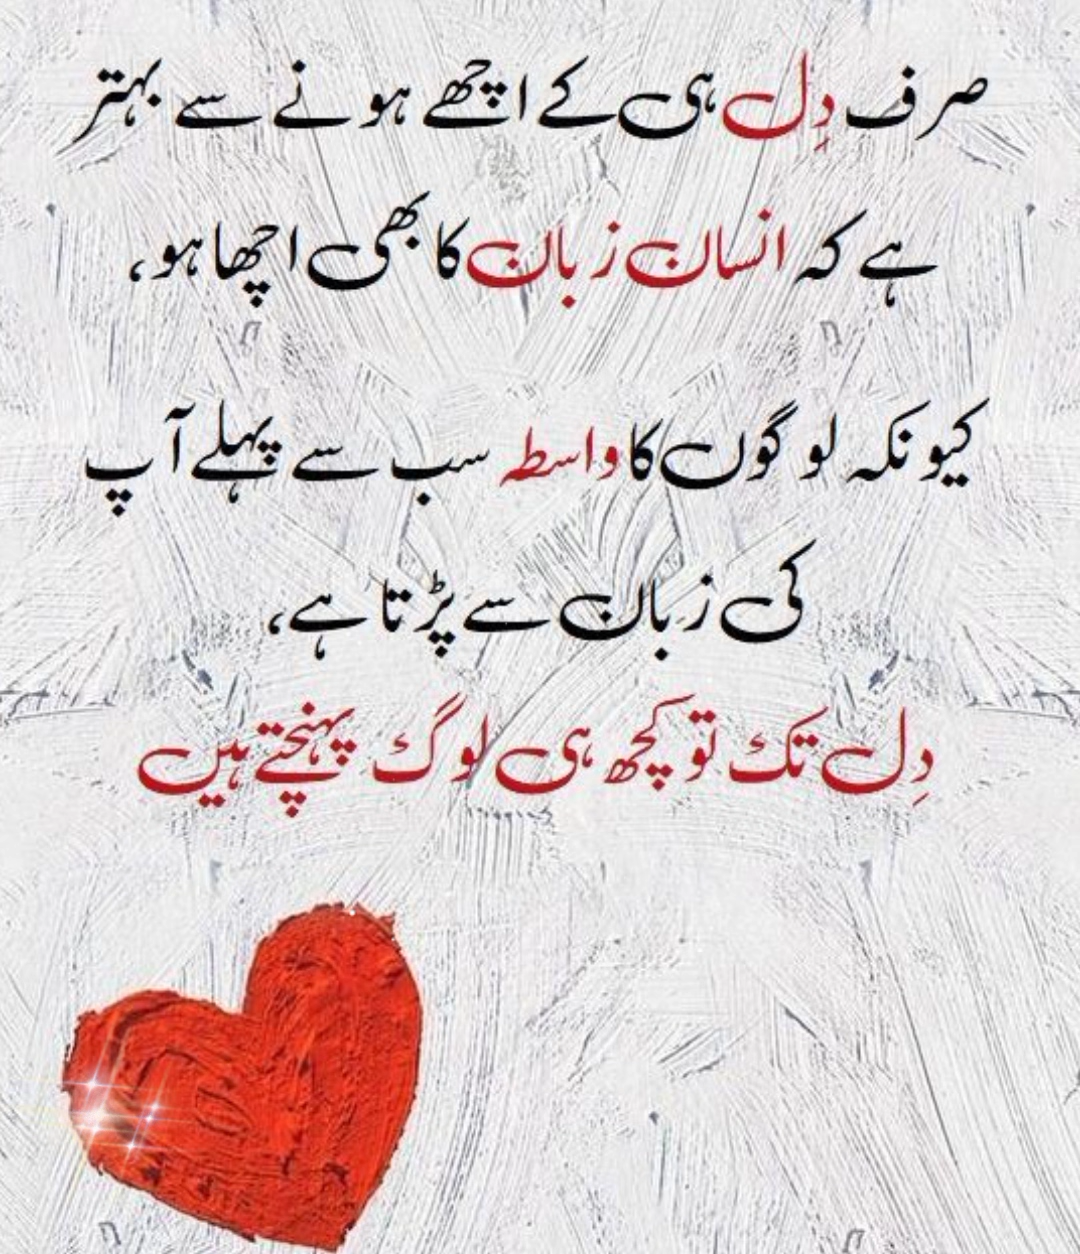 صرف دِل ہی کے اچھے ہونے سے بہتر
ہے کہ انسان زبان کا بھی اچھا ہو،
کیونکہ لوگوں کا واسطہ سب سے پہلے آپ
کی زبان سے پڑتا ہے،
دِل تک تو کچھ ہی لوگ پہنچتے ہیں